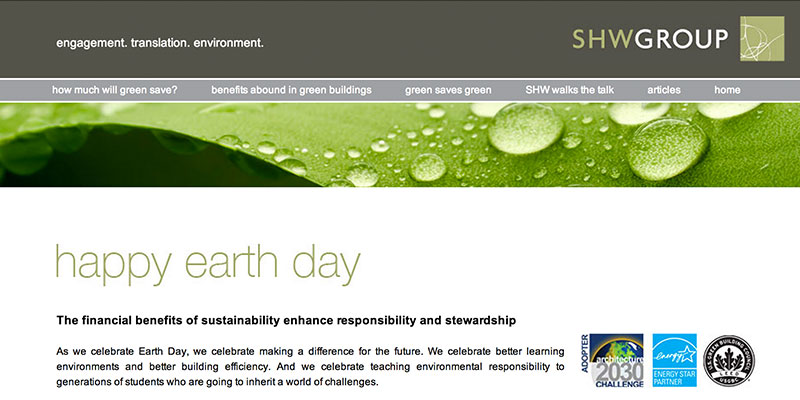 engagement. translation. environment.
SHWGROUP
how much will green save? benefits abound in green buildings green saves green SHW walks the talk articles home
happy earth day
The financial benefits of sustainability enhance responsibility and stewardship
As we celebrate Earth Day, we celebrate making a difference for the future. We celebrate better learning
environments and better building efficiency. And we celebrate teaching environmental responsibility to
generations of students who are going to inherit a world of challenges.
ADOPTER
architecture
2030
CHALLENGE
energy
ENERGY STAR
PARTNER
U.S. GREEN BUILDING COUNCIL
LEED
USGBC